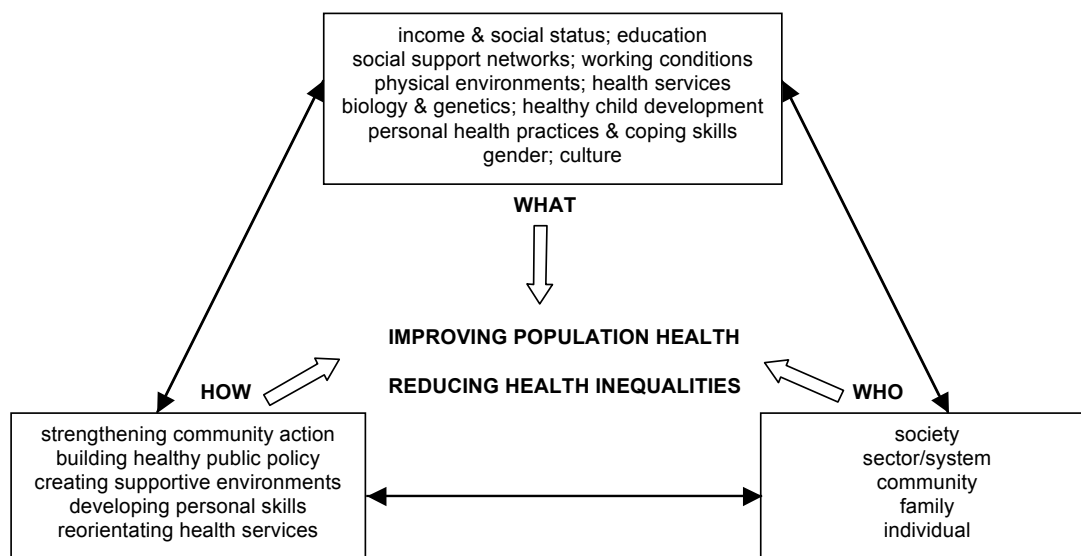 income & social status; education
social support networks; working conditions
physical environments; health services
biology & genetics; healthy child development
personal health practices & coping skills
gender; culture
WHAT
IMPROVING POPULATION HEALTH
REDUCING HEALTH INEQUALITIES
HOW
strengthening community action
building healthy public policy
creating supportive environments
developing personal skills
reorientating health services
WHO
society
sector/system
community
family
individual